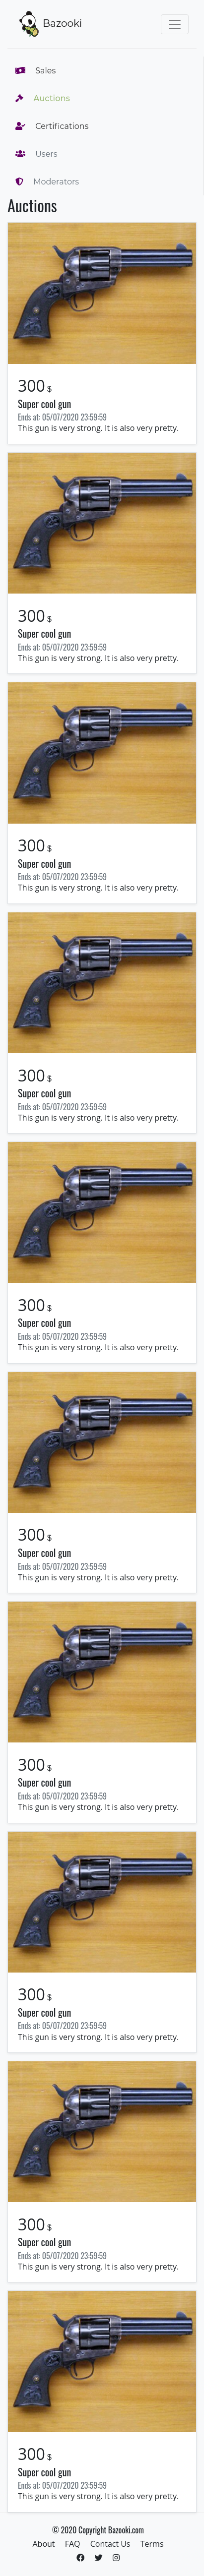 Bazooki
Sales
Auctions
Certifications
Users
Moderators
Auctions
300 $
Super cool gun
Ends at: 05/07/2020 23:59:59
This gun is very strong. It is also very pretty.
300 $
Super cool gun
Ends at: 05/07/2020 23:59:59
This gun is very strong. It is also very pretty.
300 $
Super cool gun
Ends at: 05/07/2020 23:59:59
This gun is very strong. It is also very pretty.
300 $
Super cool gun
Ends at: 05/07/2020 23:59:59
This gun is very strong. It is also very pretty.
300 $
Super cool gun
Ends at: 05/07/2020 23:59:59
This gun is very strong. It is also very pretty.
300 $
Super cool gun
Ends at: 05/07/2020 23:59:59
This gun is very strong. It is also very pretty.
300 $
Super cool gun
Ends at: 05/07/2020 23:59:59
This gun is very strong. It is also very pretty.
300 $
Super cool gun
Ends at: 05/07/2020 23:59:59
This gun is very strong. It is also very pretty.
300 $
Super cool gun
Ends at: 05/07/2020 23:59:59
This gun is very strong. It is also very pretty.
300 $
Super cool gun
Ends at: 05/07/2020 23:59:59
This gun is very strong. It is also very pretty.
© 2020 Copyright Bazooki.com
About FAQ Contact Us Terms